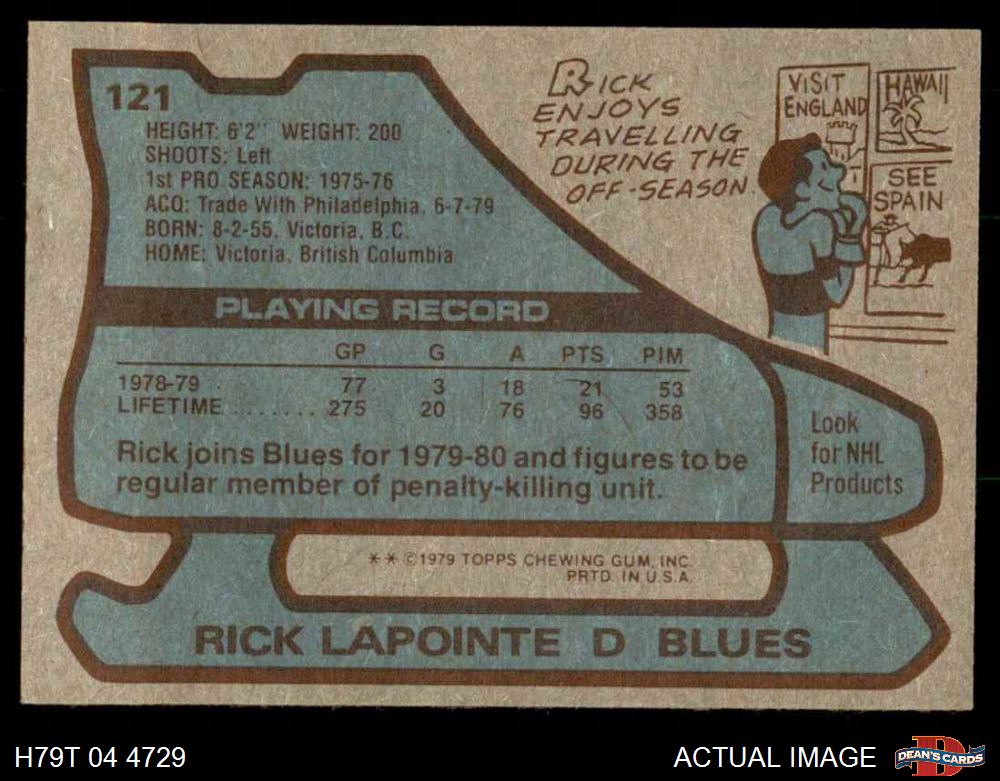 121
HEIGHT: 6'2" WEIGHT: 200
SHOOTS: Left
1st PRO SEASON: 1975-76
ACQ: Trade With Philadelphia, 6-7-79
BORN: 8-2-55, Victoria, B.C.
HOME: Victoria, British Columbia
RICK
ENJOYS
TRAVELLING
DURING THE
OFF-SEASON.
VISIT
ENGLAND
HAWAII
SEE
SPAIN
PLAYING RECORD
GP G A PTS PIM
1978-79 77 3 18 21 53
LIFETIME ....... 275 20 76 96 358
Rick joins Blues for 1979-80 and figures to be
regular member of penalty-killing unit.
Look
for NHL
Products
** ©1979 TOPPS CHEWING GUM, INC.
PRTD. IN U.S.A.
RICK LAPOINTE D BLUES
H79T 04 4729
ACTUAL IMAGE
D
DEAN'S CARDS